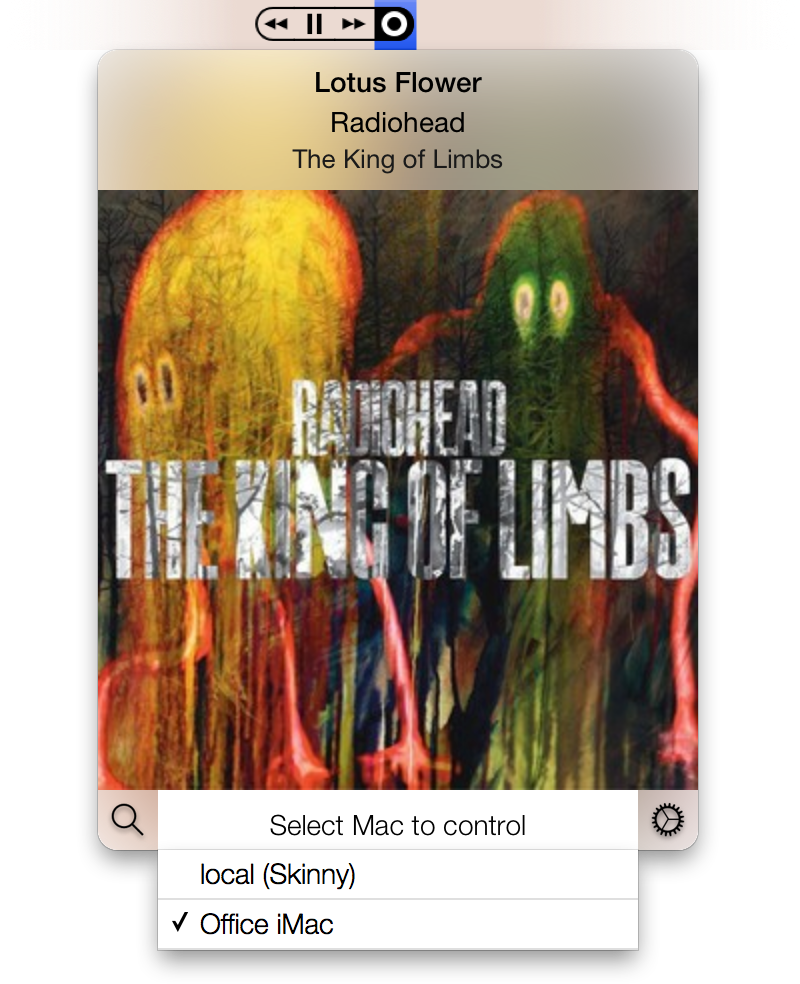 Lotus Flower
Radiohead
The King of Limbs
RADIOHEAD
THE KING OF LIMBS
Select Mac to control
local (Skinny)
✓ Office iMac